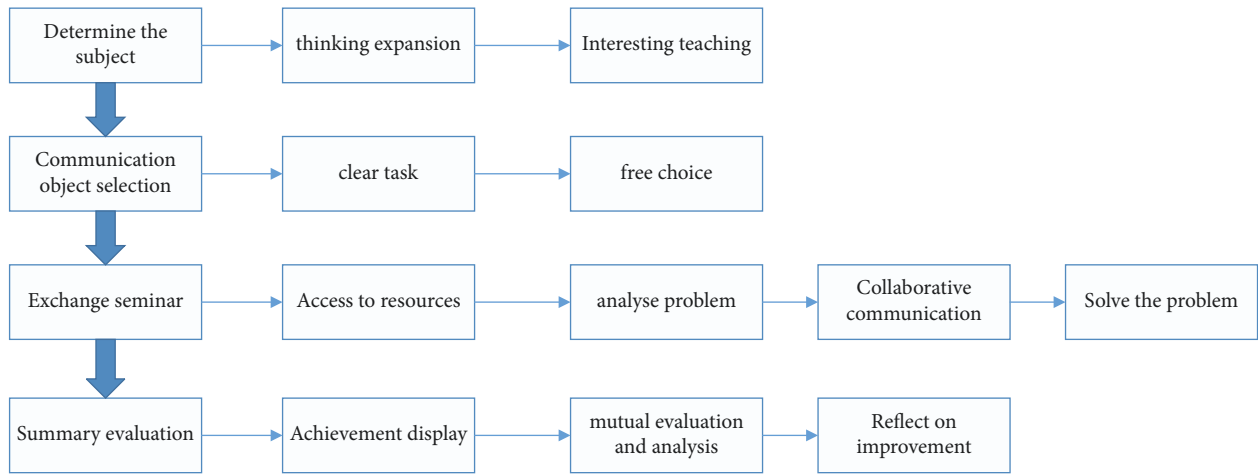 Determine the
subject
thinking expansion
Interesting teaching
Communication
object selection
clear task
free choice
Exchange seminar
Access to resources
analyse problem
Collaborative
communication
Solve the problem
Summary evaluation
Achievement display
mutual evaluation
and analysis
Reflect on
improvement